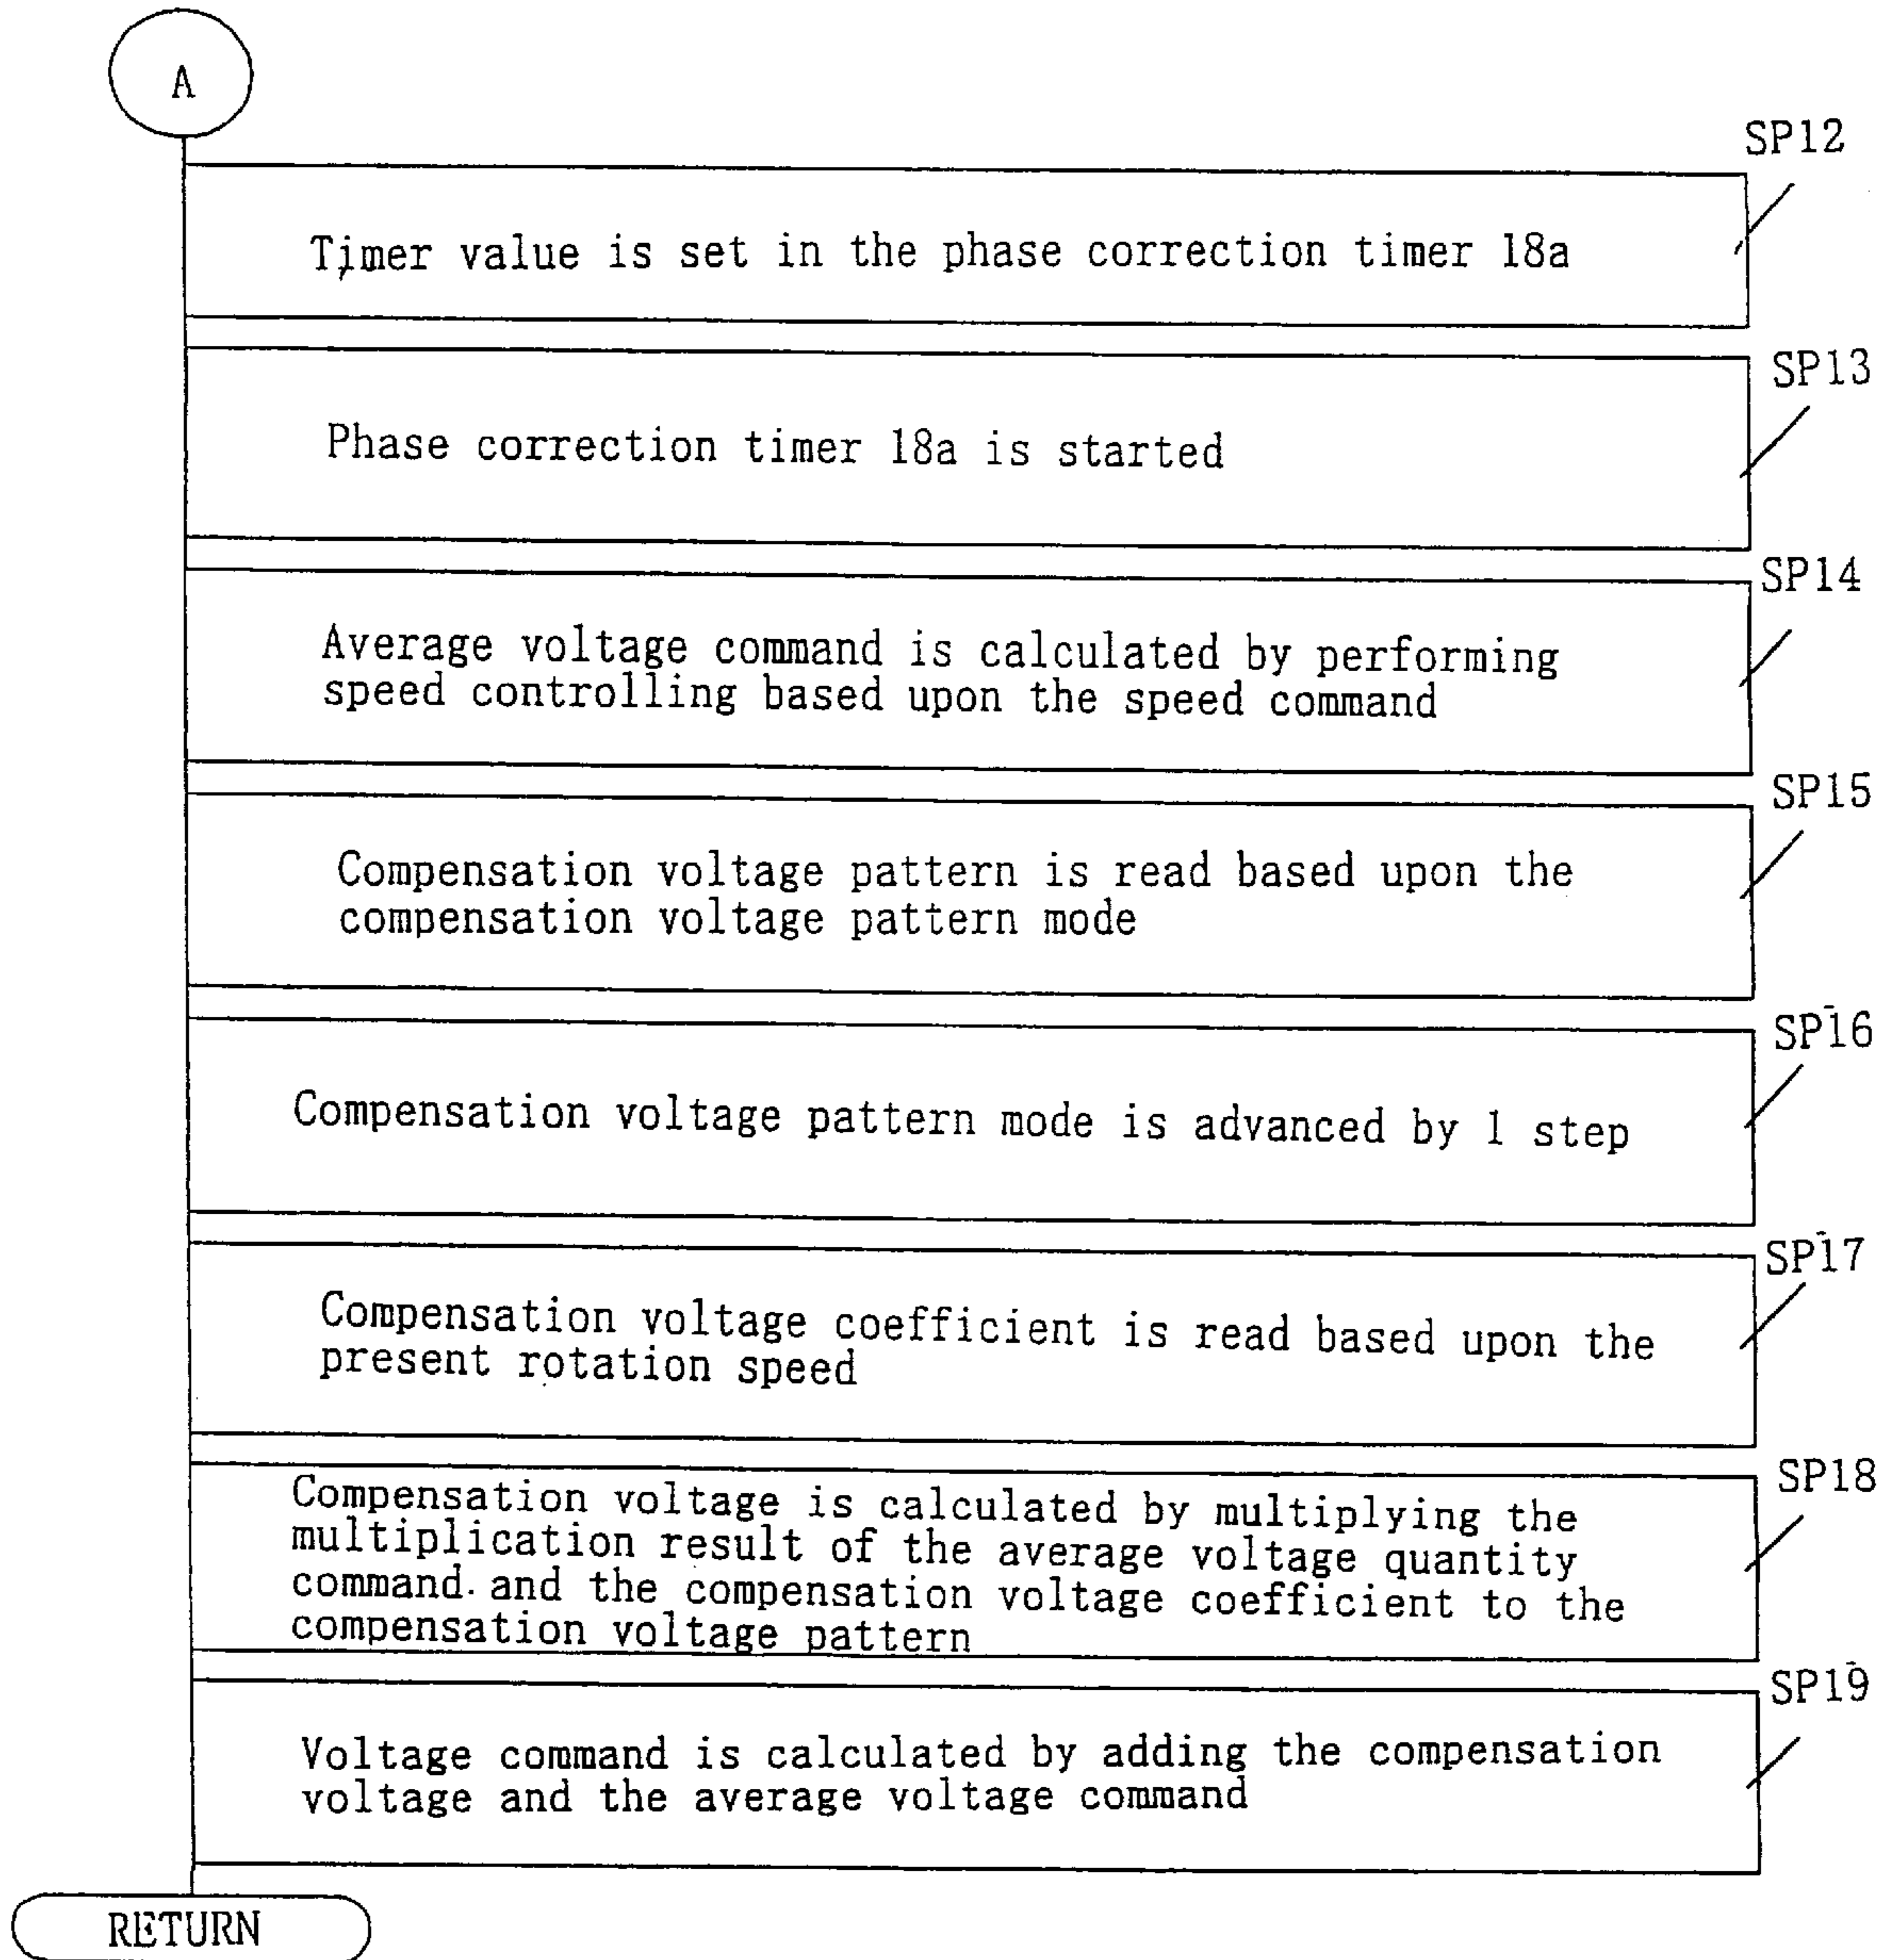 A
SP12
Timer value is set in the phase correction timer 18a
SP13
Phase correction timer 18a is started
SP14
Average voltage command is calculated by performing
speed controlling based upon the speed command
SP15
Compensation voltage pattern is read based upon the
compensation voltage pattern mode
SP16
Compensation voltage pattern mode is advanced by 1 step
SP17
Compensation voltage coefficient is read based upon the
present rotation speed
SP18
Compensation voltage is calculated by multiplying the
multiplication result of the average voltage quantity
command and the compensation voltage coefficient to the
compensation voltage pattern
SP19
Voltage command is calculated by adding the compensation
voltage and the average voltage command
RETURN